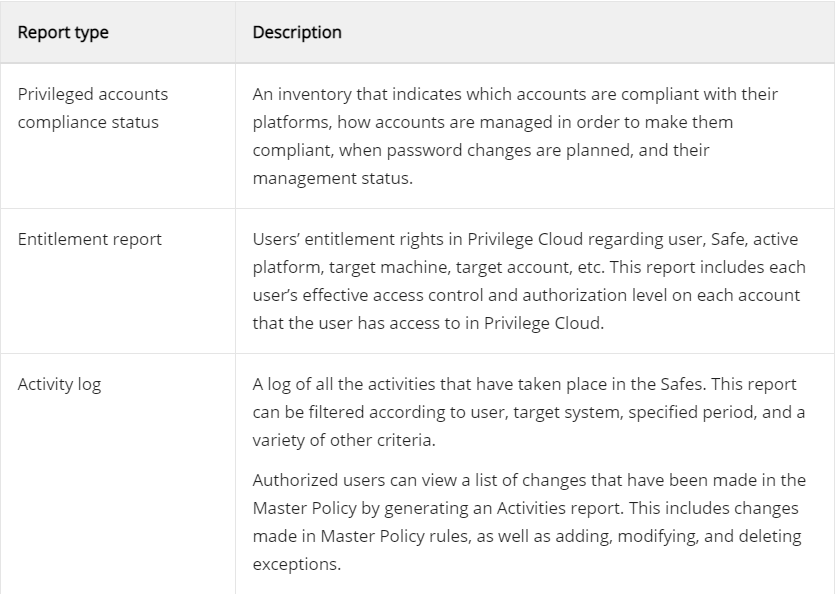 Report type
Description
Privileged accounts
compliance status
An inventory that indicates which accounts are compliant with their
platforms, how accounts are managed in order to make them
compliant, when password changes are planned, and their
management status.
Entitlement report
Users’ entitlement rights in Privilege Cloud regarding user, Safe, active
platform, target machine, target account, etc. This report includes each
user’s effective access control and authorization level on each account
that the user has access to in Privilege Cloud.
Activity log
A log of all the activities that have taken place in the Safes. This report
can be filtered according to user, target system, specified period, and a
variety of other criteria.
Authorized users can view a list of changes that have been made in the
Master Policy by generating an Activities report. This includes changes
made in Master Policy rules, as well as adding, modifying, and deleting
exceptions.